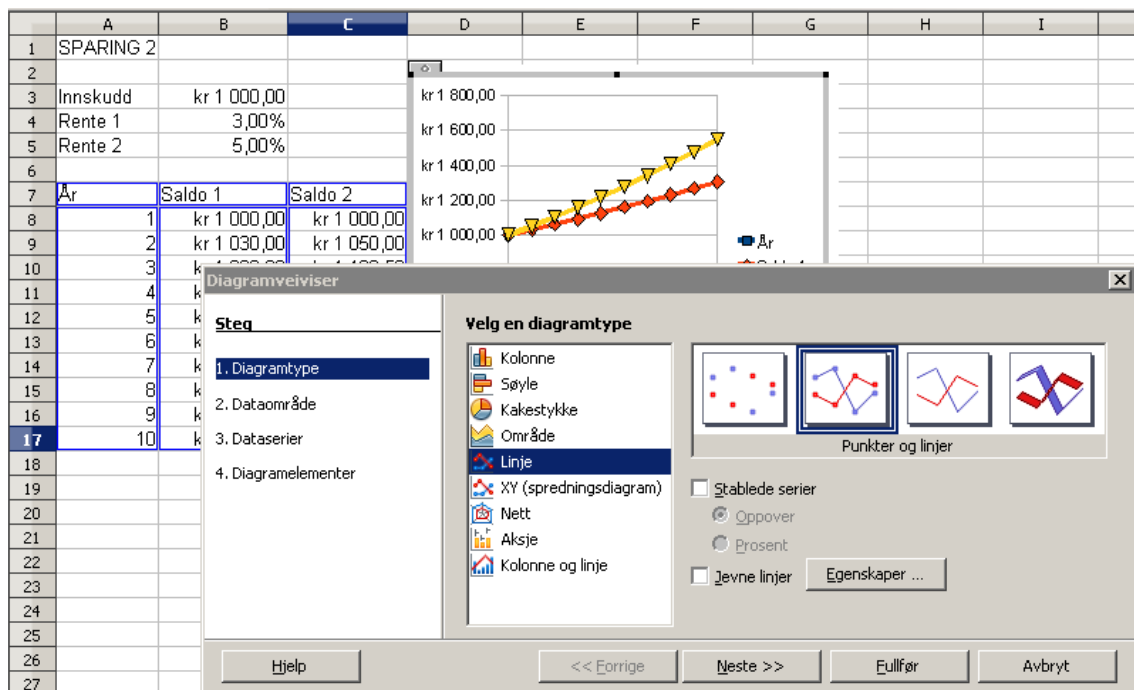 A B C D E F G H I
1 SPARING 2
2
3 Innskudd kr 1 000,00
4 Rente 1 3,00%
5 Rente 2 5,00%
6
7 År Saldo 1 Saldo 2
8 1 kr 1 000,00 kr 1 000,00
9 2 kr 1 030,00 kr 1 050,00
10 3
11 4
12 5
13 6
14 7
15 8
16 9
17 10
18
19
20
21
22
23
24
25
26
27
kr 1 800,00
kr 1 600,00
kr 1 400,00
kr 1 200,00
kr 1 000,00
År
Diagramveiviser
Steg
1. Diagramtype
2. Dataområde
3. Dataserier
4. Diagramelementer
Velg en diagramtype
Kolonne
Søyle
Kakestykke
Område
Linje
XY (spredningsdiagram)
Nett
Aksje
Kolonne og linje
Punkter og linjer
Stablede serier
Oppover
Prosent
Jevne linjer
Egenskaper ...
Hjelp
<< Forrige
Neste >>
Fullfør
Avbryt